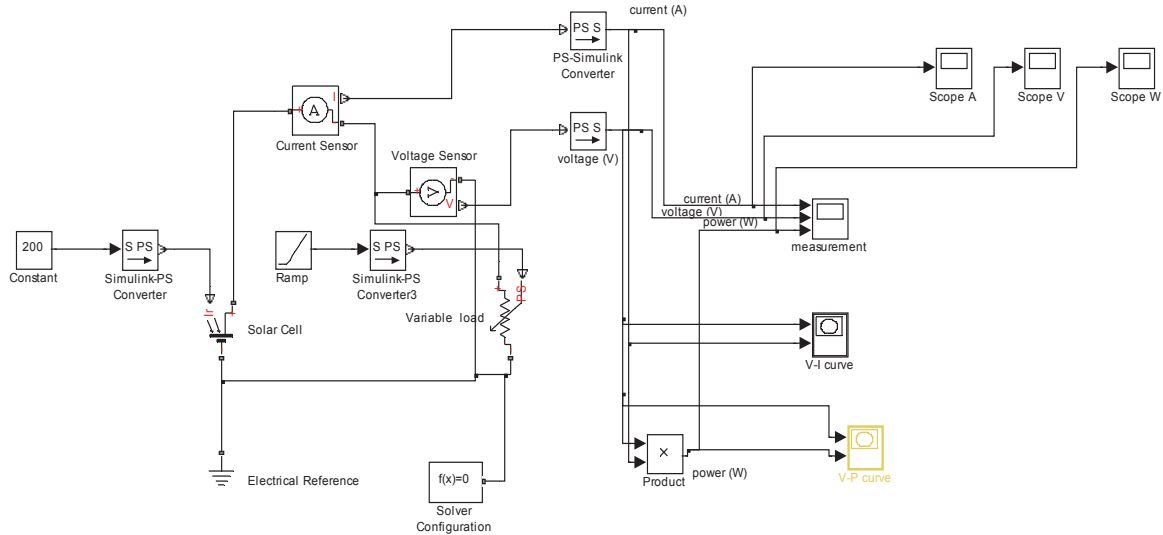 current (A)
PS S
PS-Simulink
Converter
Scope A
Scope V
Scope W
I
+
A
-
Current Sensor
PS S
voltage (V)
Voltage Sensor
+
V
-
V
current (A)
voltage (V)
power (W)
measurement
200
Constant
S PS
Simulink-PS
Converter
Ramp
S PS
Simulink-PS
Converter3
Ir
+
-
Solar Cell
+
PS
-
Variable load
V-I curve
×
Product
power (W)
V-P curve
Electrical Reference
f(x)=0
Solver
Configuration